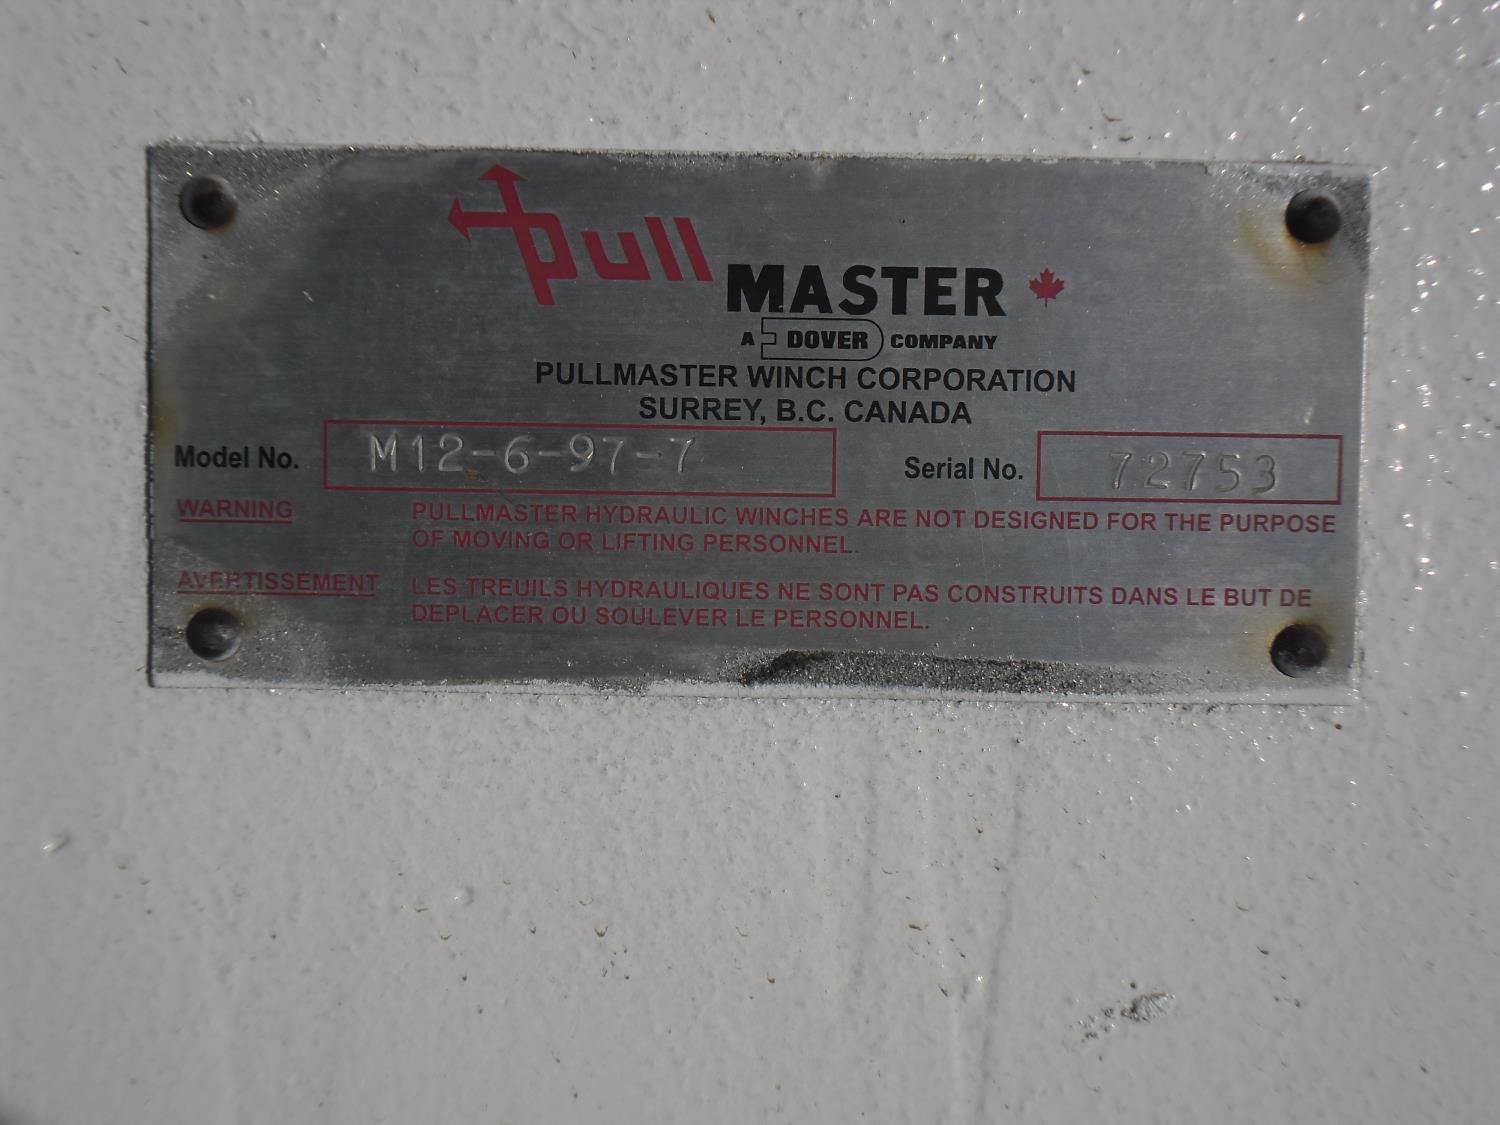 pull MASTER
A DOVER COMPANY
PULLMASTER WINCH CORPORATION
SURREY, B.C. CANADA
Model No. M12-6-97-7 Serial No. 72753
WARNING PULLMASTER HYDRAULIC WINCHES ARE NOT DESIGNED FOR THE PURPOSE
OF MOVING OR LIFTING PERSONNEL.
AVERTISSEMENT LES TREUILS HYDRAULIQUES NE SONT PAS CONSTRUITS DANS LE BUT DE
DEPLACER OU SOULEVER LE PERSONNEL.